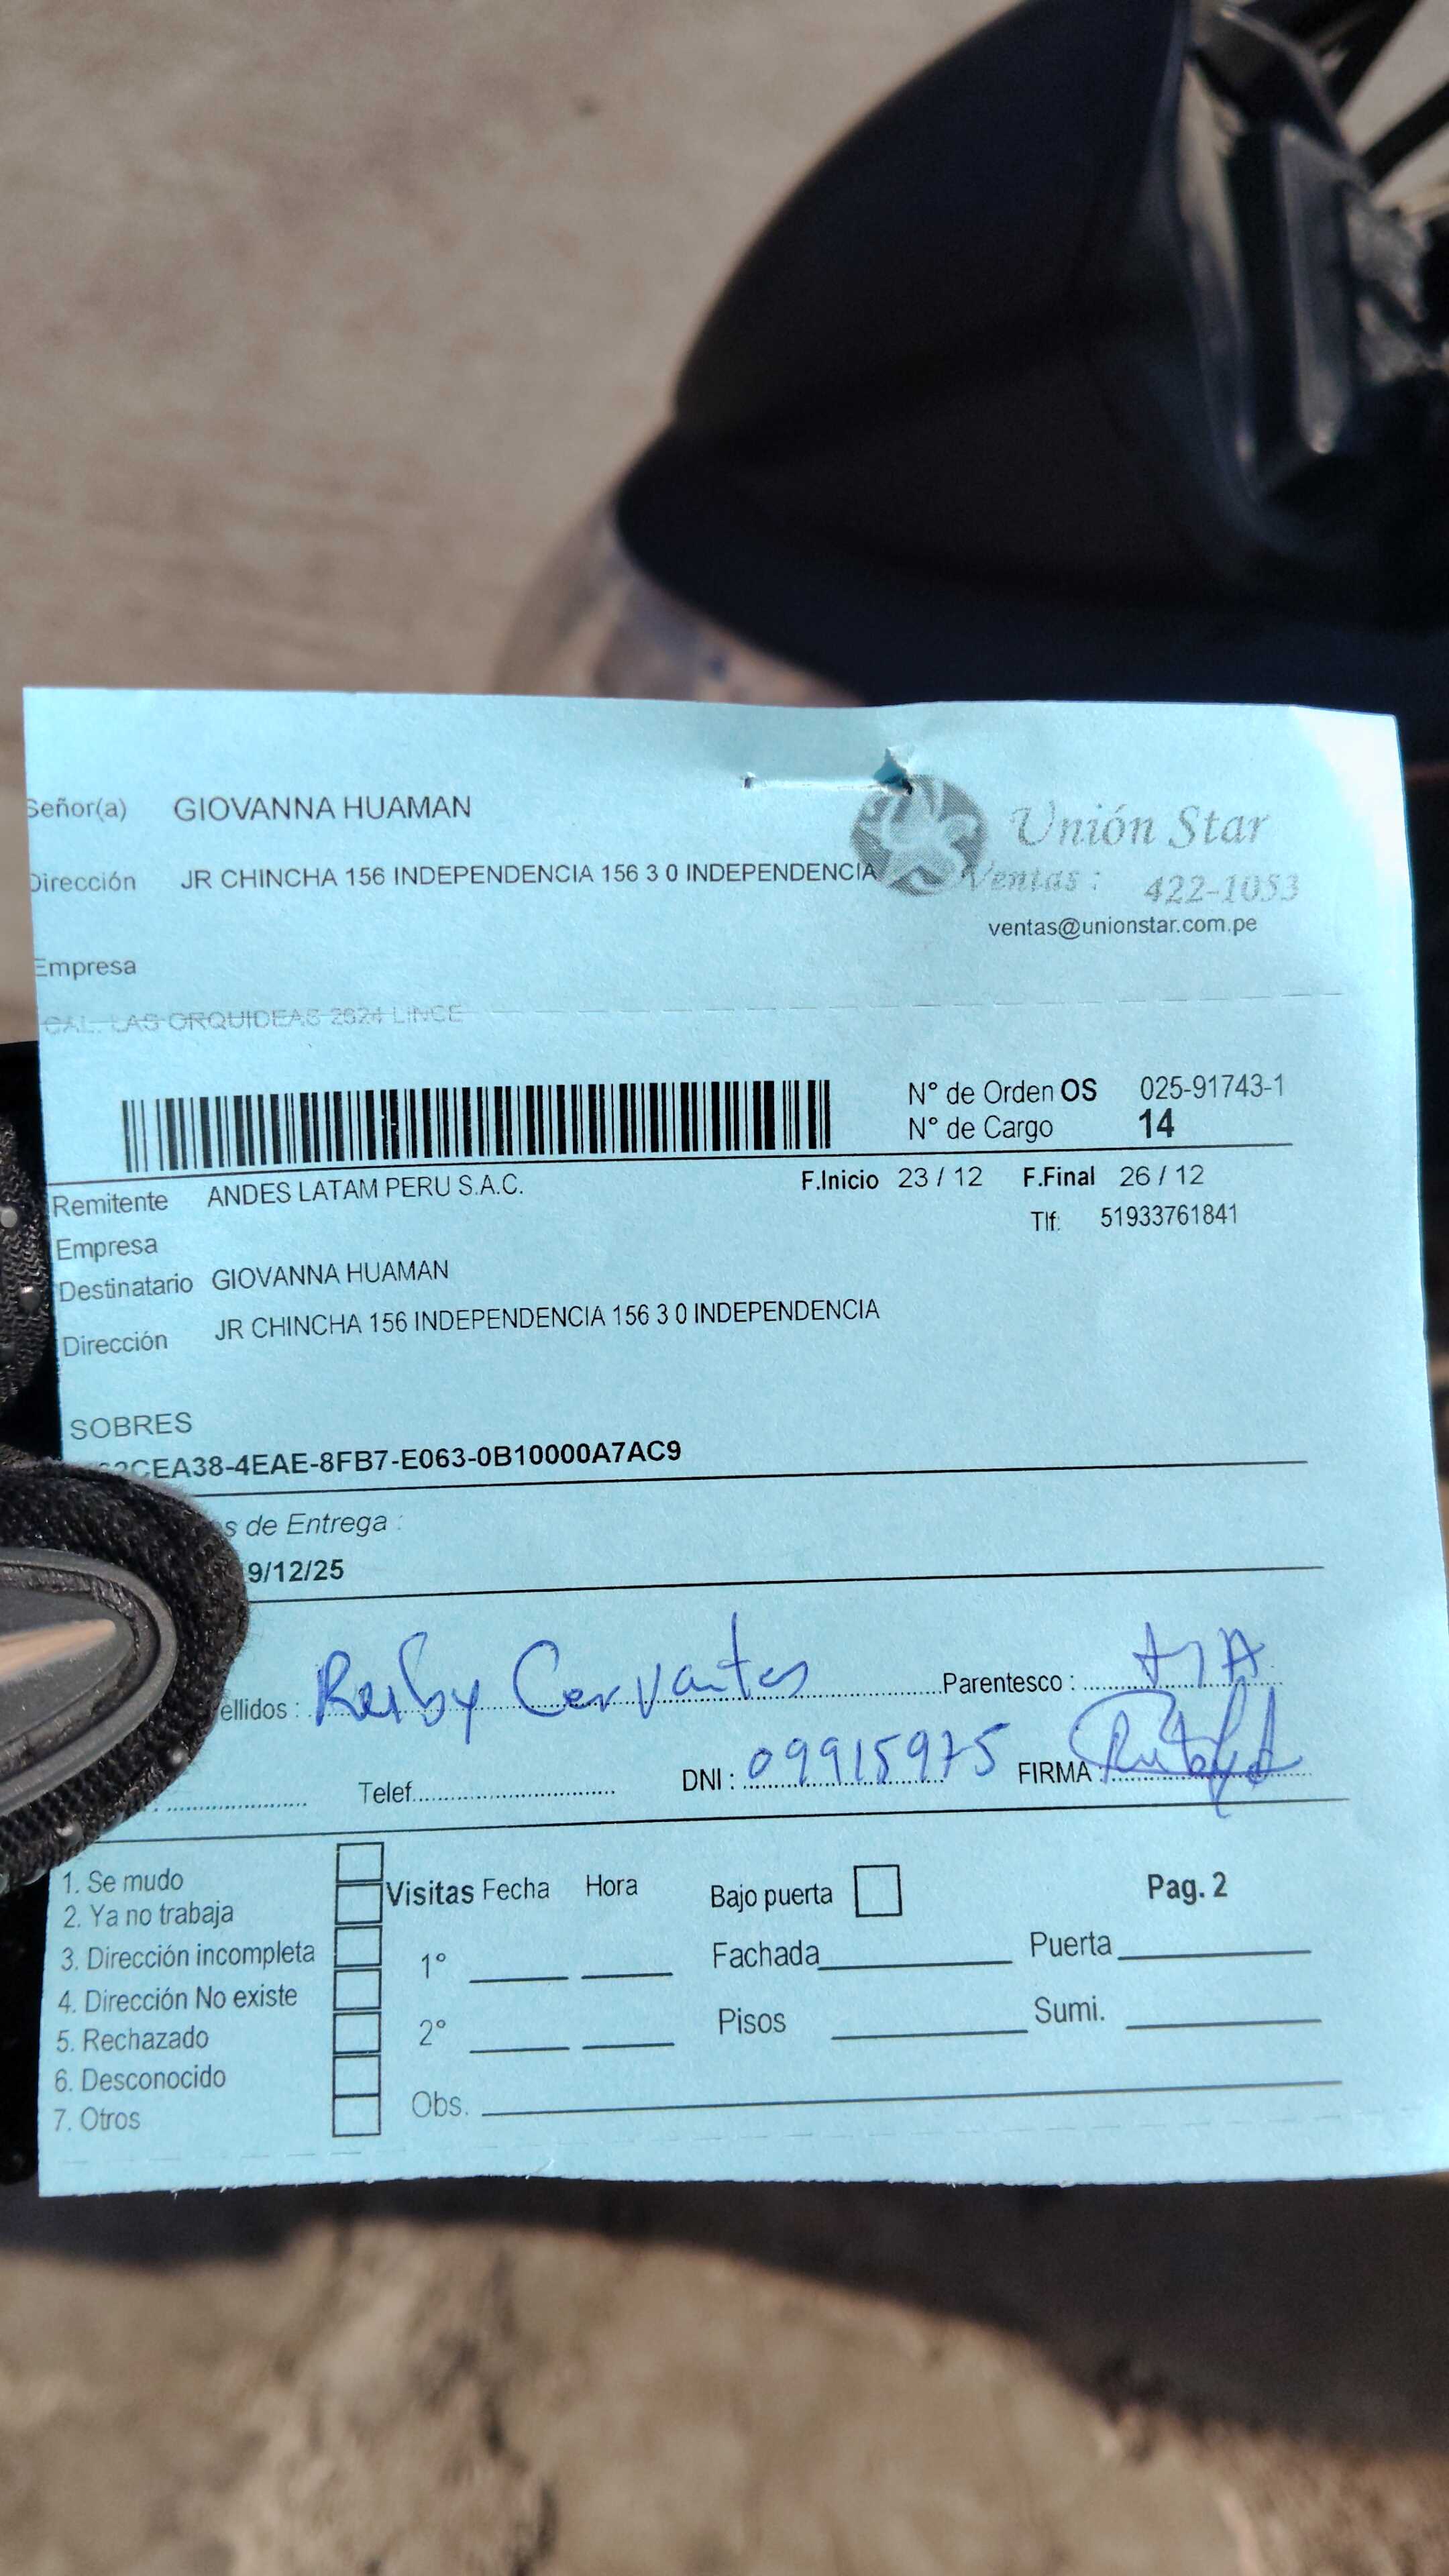 Señor(a) GIOVANNA HUAMAN
Dirección JR CHINCHA 156 INDEPENDENCIA 156 3 0 INDEPENDENCIA
Unión Star
Ventas : 422-1053
ventas@unionstar.com.pe
Empresa
CAL. LAS ORQUIDEAS 2624 LINCE
N° de Orden OS 025-91743-1
N° de Cargo 14
Remitente ANDES LATAM PERU S.A.C. F.Inicio 23 / 12 F.Final 26 / 12
Tlf: 51933761841
Empresa
Destinatario GIOVANNA HUAMAN
Dirección JR CHINCHA 156 INDEPENDENCIA 156 3 0 INDEPENDENCIA
SOBRES
CEA38-4EAE-8FB7-E063-0B10000A7AC9
s de Entrega :
9/12/25
ellidos : Cervantes Parentesco :
Telef. DNI : 09915975 FIRMA
1. Se mudo
2. Ya no trabaja
3. Dirección incompleta
4. Dirección No existe
5. Rechazado
6. Desconocido
7. Otros
Visitas Fecha Hora Bajo puerta Pag. 2
1° Fachada Puerta
2° Pisos Sumi.
Obs.